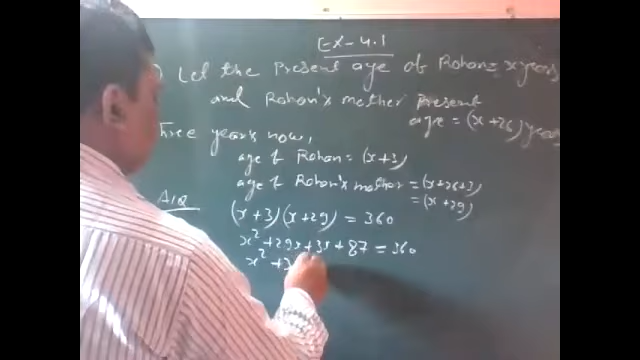 Ex-4.1
) Let the Present age of Rohan = x years
and Rohan's mother Present
age = (x+26) years
Three years now,
age of Rohan = (x+3)
age of Rohan's mother = (x+26+3)
= (x+29)
A/Q
(x+3)(x+29) = 360
x² + 29x + 3x + 87 = 360
x² + 3